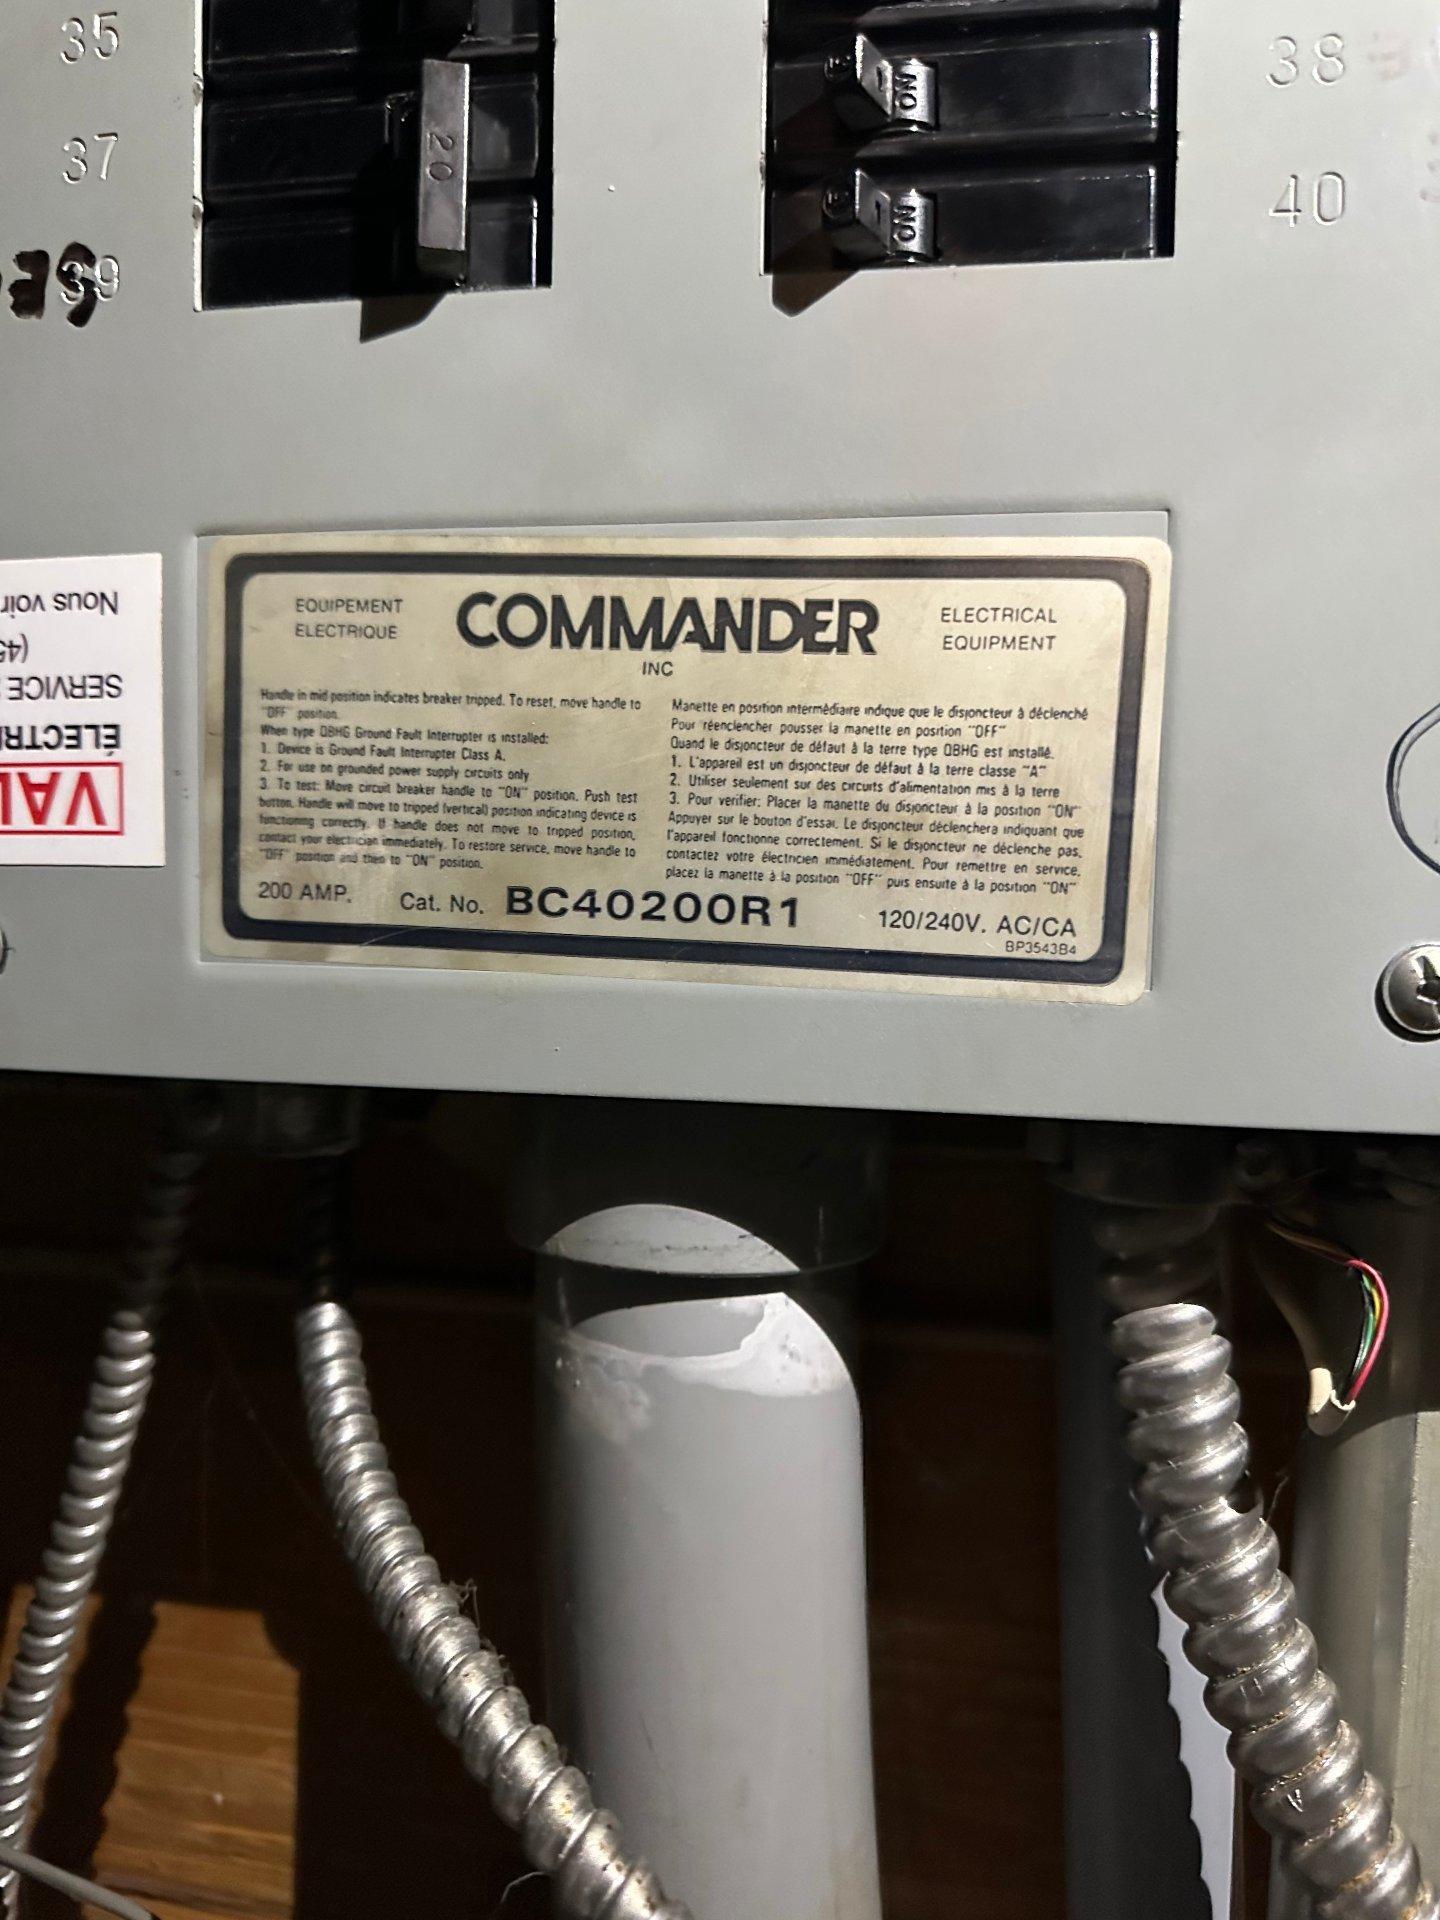 35
37
39
20
ON
ON
38
40
Nous
SERVICE
VAL
EQUIPEMENT
ELECTRIQUE
COMMANDER
INC
ELECTRICAL
EQUIPMENT
Handle in mid position indicates breaker tripped. To reset, move handle to
"OFF" position.
When type QBHG Ground Fault Interrupter is installed:
1. Device is Ground Fault Interrupter Class A.
2. For use on grounded power supply circuits only
3. To test: Move circuit breaker handle to "ON" position. Push test
button. Handle will move to tripped (vertical) position indicating device is
functioning correctly. If handle does not move to tripped position,
contact your electrician immediately. To restore service, move handle to
"OFF" position and then to "ON" position.
Manette en position intermédiaire indique que le disjoncteur à déclenché
Pour réenclencher pousser la manette en position "OFF"
Quand le disjoncteur de défaut à la terre type QBHG est installé.
1. L'appareil est un disjoncteur de défaut à la terre classe "A"
2. Utiliser seulement sur des circuits d'alimentation mis à la terre
3. Pour verifier: Placer la manette du disjoncteur à la position "ON"
Appuyer sur le bouton d'essai. Le disjoncteur déclenchera indiquant que
l'appareil fonctionne correctement. Si le disjoncteur ne déclenche pas,
contactez votre électricien immédiatement. Pour remettre en service,
placez la manette à la position "OFF" puis ensuite à la position "ON"
200 AMP.
Cat. No. BC40200R1
120/240V. AC/CA
BP3543B4